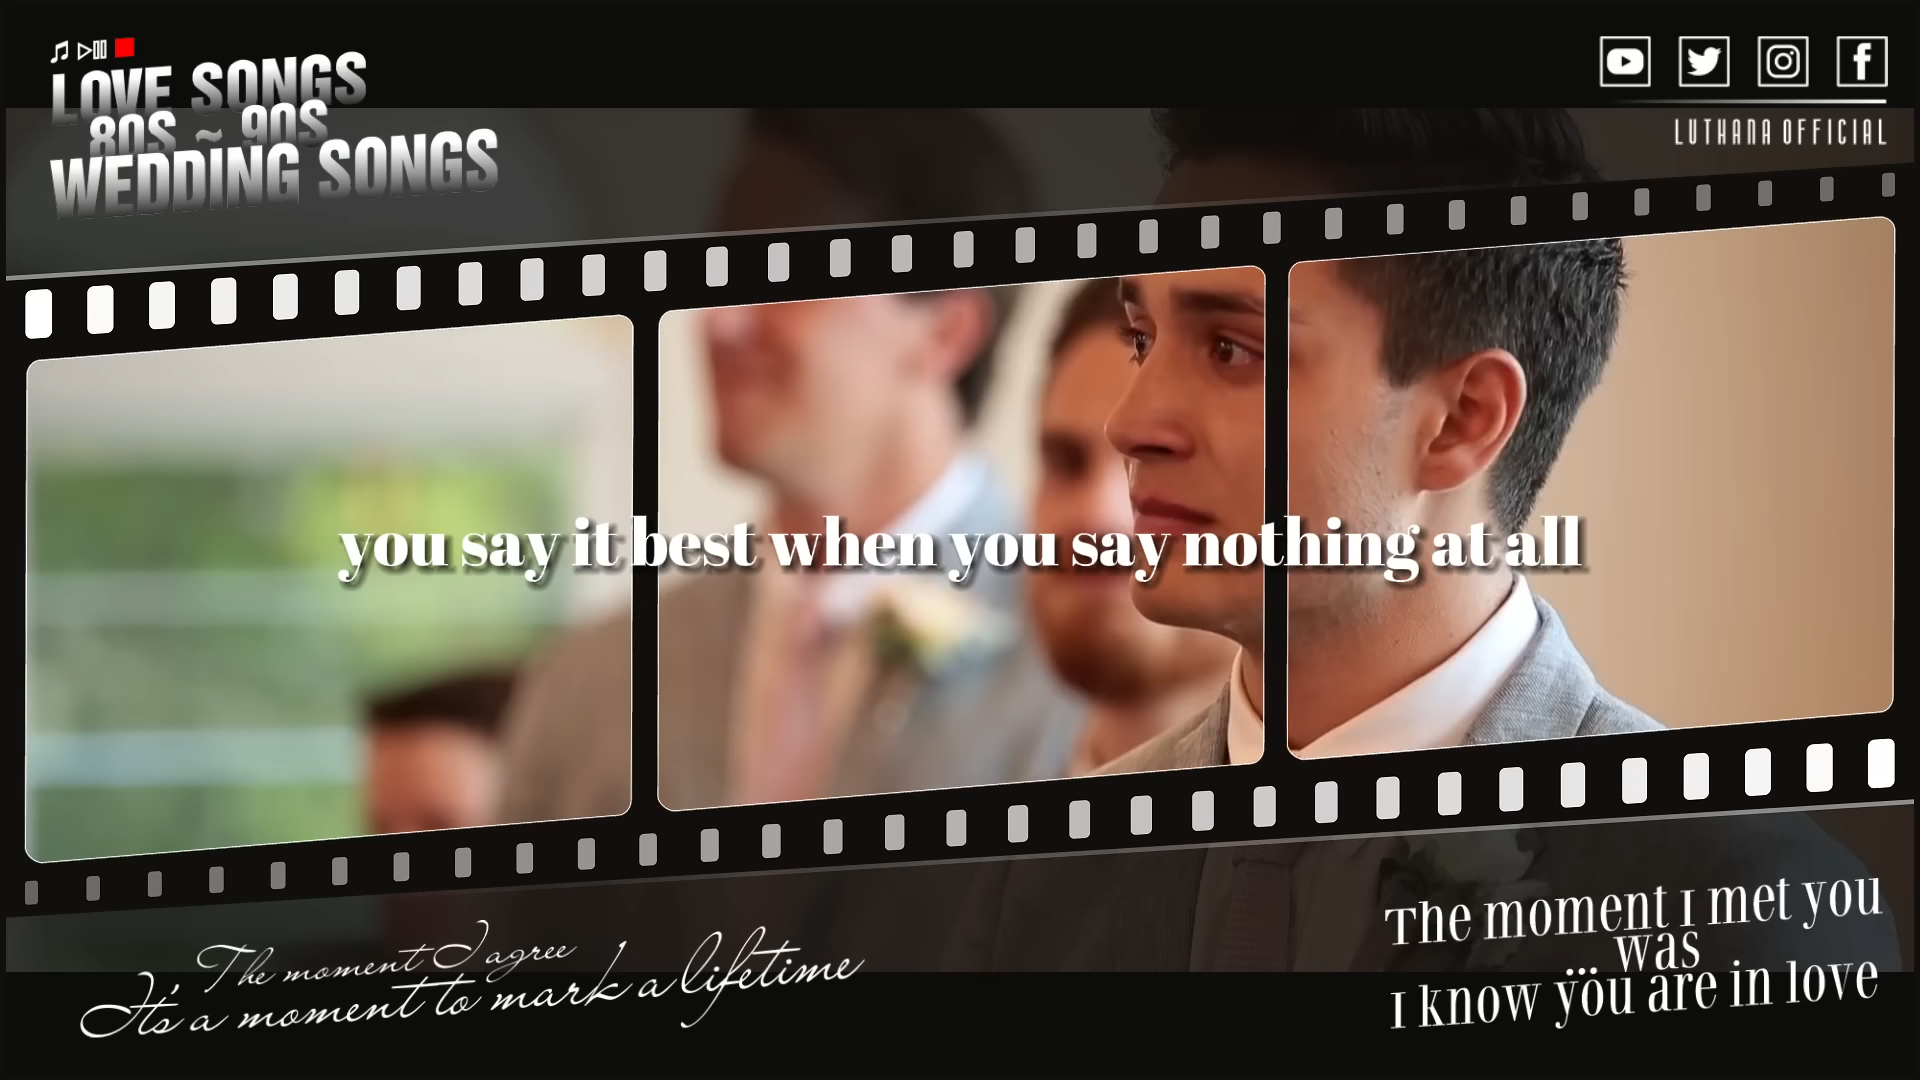 LOVE SONGS
80S ~ 90S
WEDDING SONGS
LUTHANA OFFICIAL
you say it best when you say nothing at all
The moment I agree
It's a moment to mark a lifetime
The moment I met you
was
I know you are in love